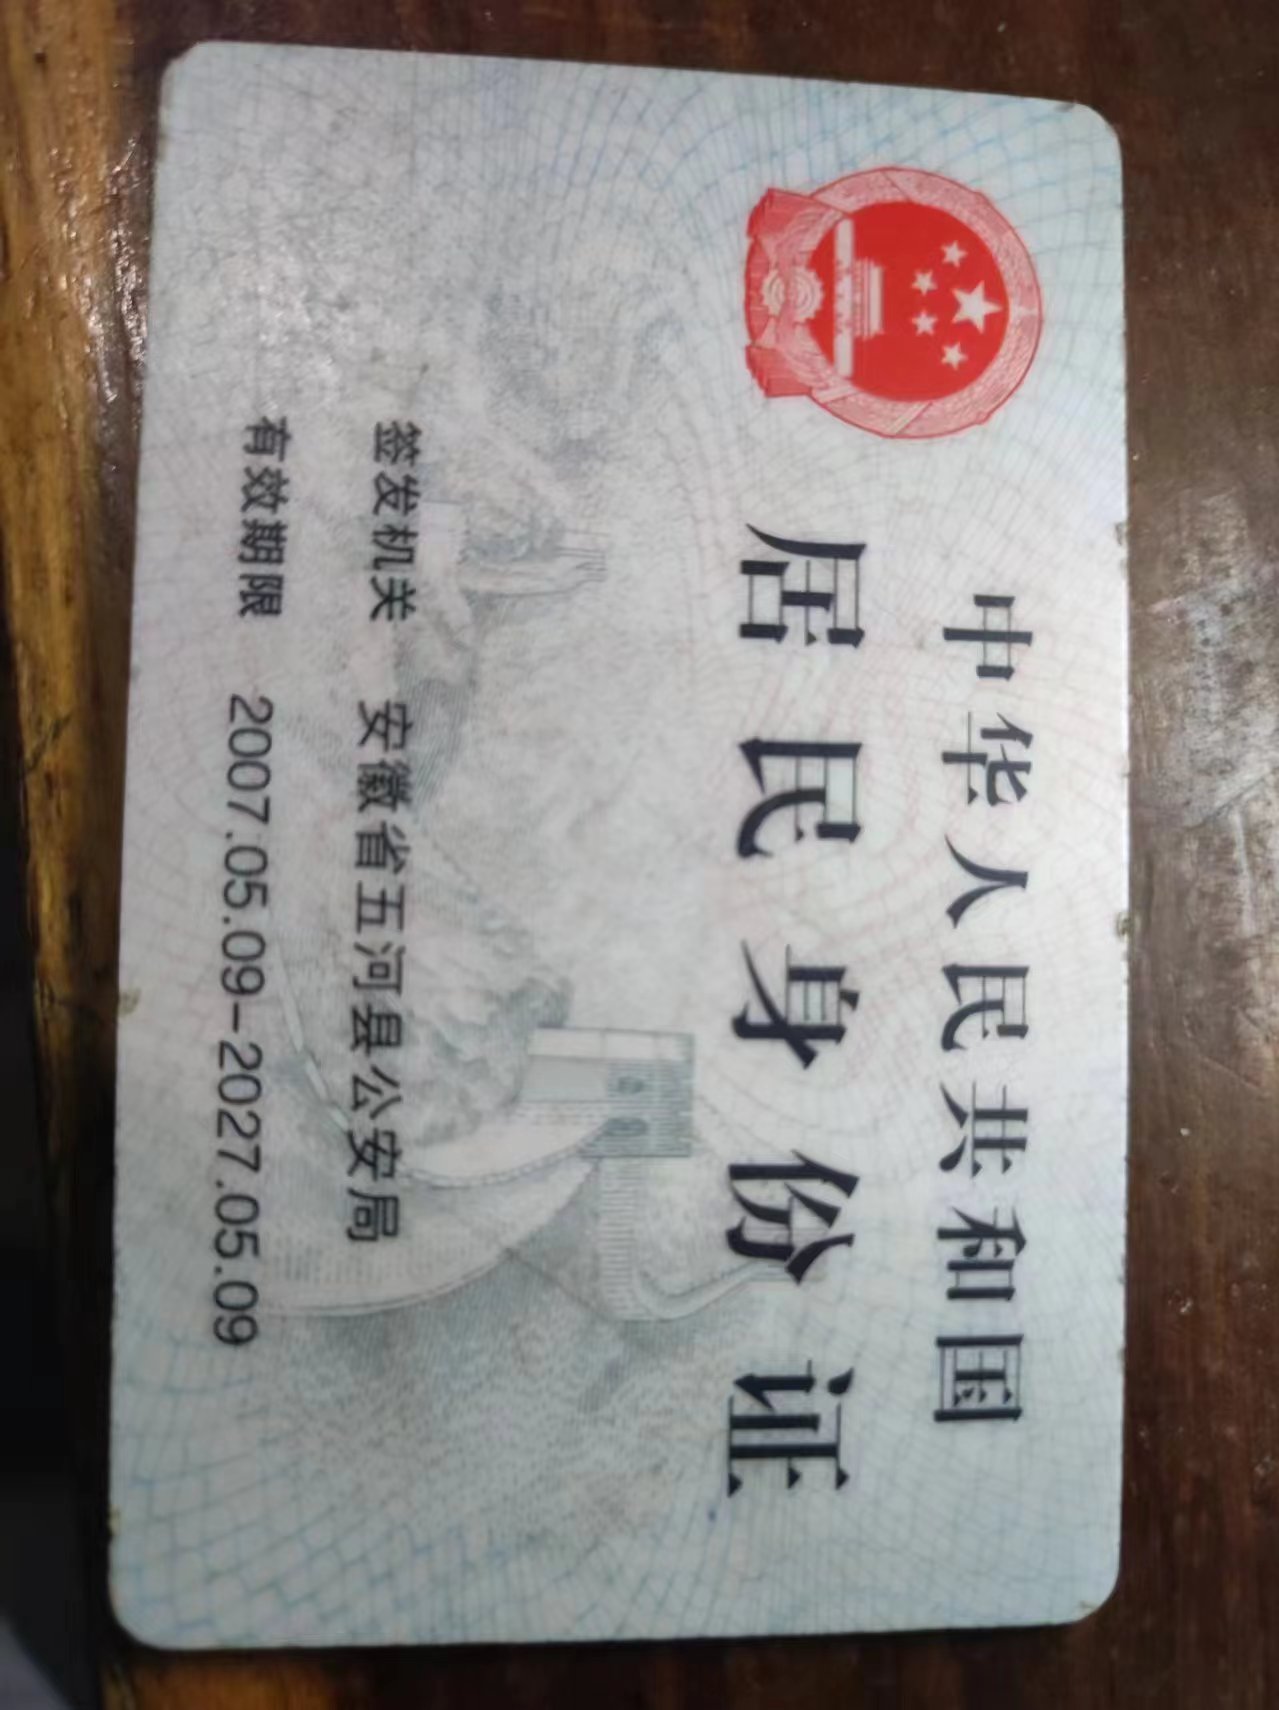 中华人民共和国
居民身份证
签发机关 安徽省五河县公安局
有效期限 2007.05.09-2027.05.09